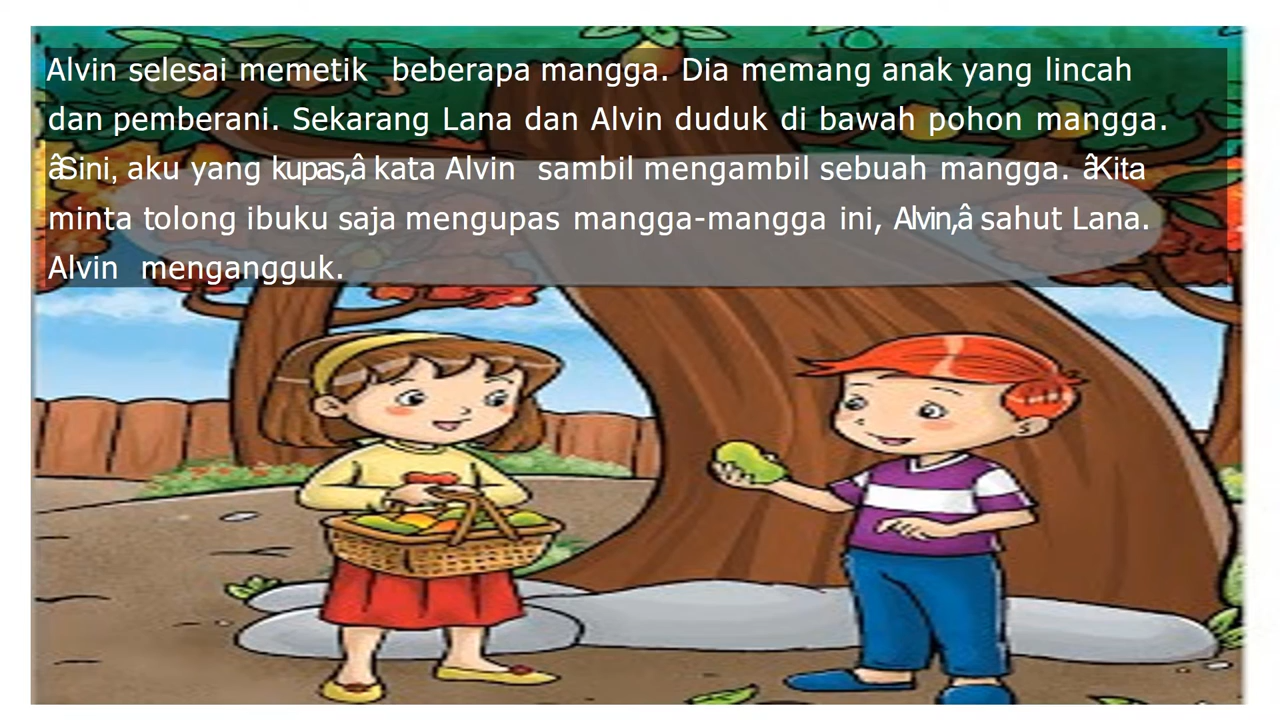 Alvin selesai memetik  beberapa mangga. Dia memang anak yang lincah
dan pemberani. Sekarang Lana dan Alvin duduk di bawah pohon mangga.
âSini, aku yang kupas,â kata Alvin  sambil mengambil sebuah mangga. âKita
minta tolong ibuku saja mengupas mangga-mangga ini, Alvin,â sahut Lana.
Alvin  mengangguk.